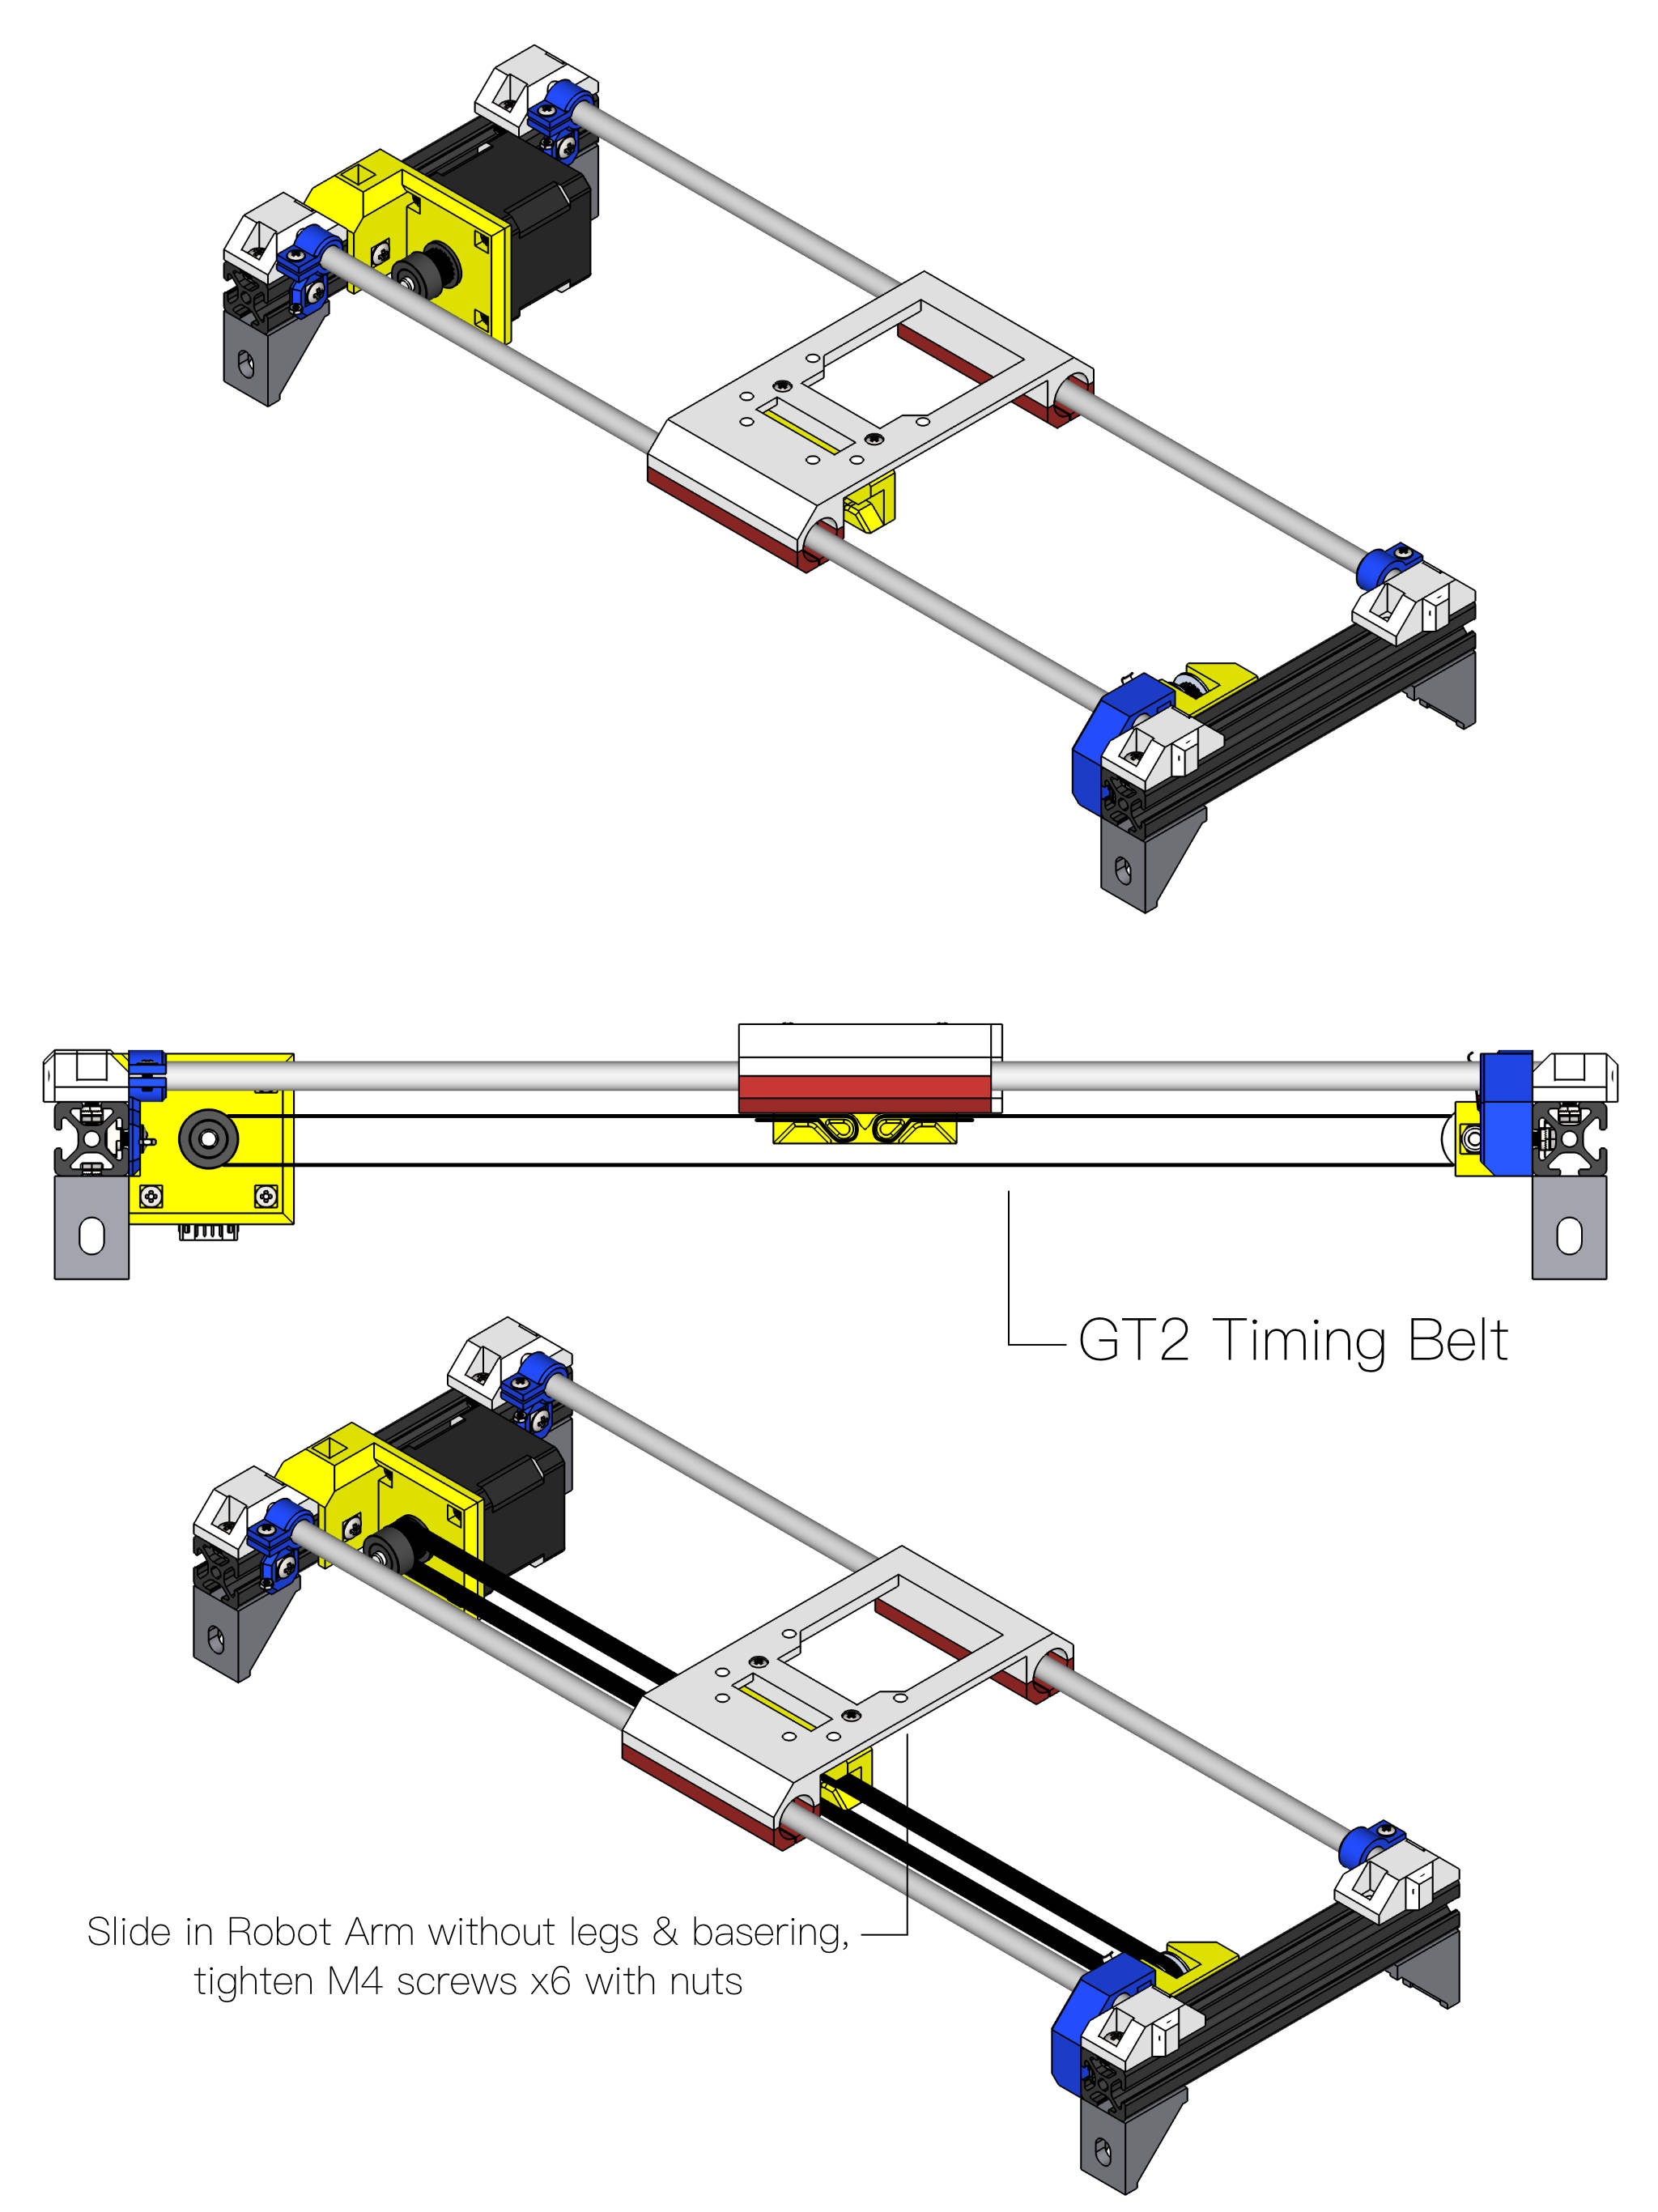 GT2 Timing Belt
Slide in Robot Arm without legs & basering,
tighten M4 screws x6 with nuts